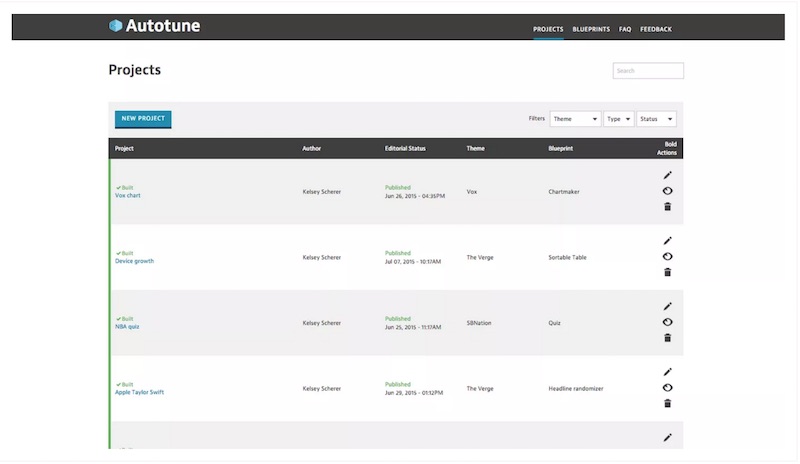 Autotune
PROJECTS BLUEPRINTS FAQ FEEDBACK
Projects
Search
NEW PROJECT
Filters Theme Type Status
Project Author Editorial Status Theme Blueprint Bold Actions
Built
Vox chart
Kelsey Scherer
Published
Jun 26, 2015 - 04:35PM
Vox
Chartmaker
Built
Device growth
Kelsey Scherer
Published
Jul 07, 2015 - 10:17AM
The Verge
Sortable Table
Built
NBA quiz
Kelsey Scherer
Published
Jun 25, 2015 - 11:17AM
SBNation
Quiz
Built
Apple Taylor Swift
Kelsey Scherer
Published
Jun 29, 2015 - 01:12PM
The Verge
Headline randomizer